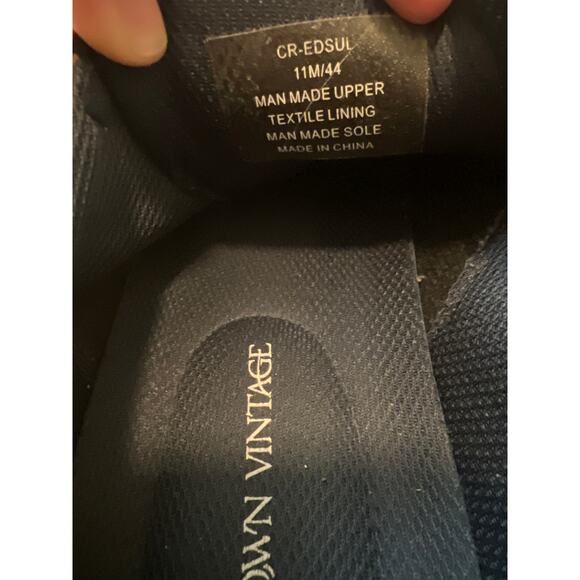 CR-EDSUL
11M/44
MAN MADE UPPER
TEXTILE LINING
MAN MADE SOLE
MADE IN CHINA
OWN VINTAGE